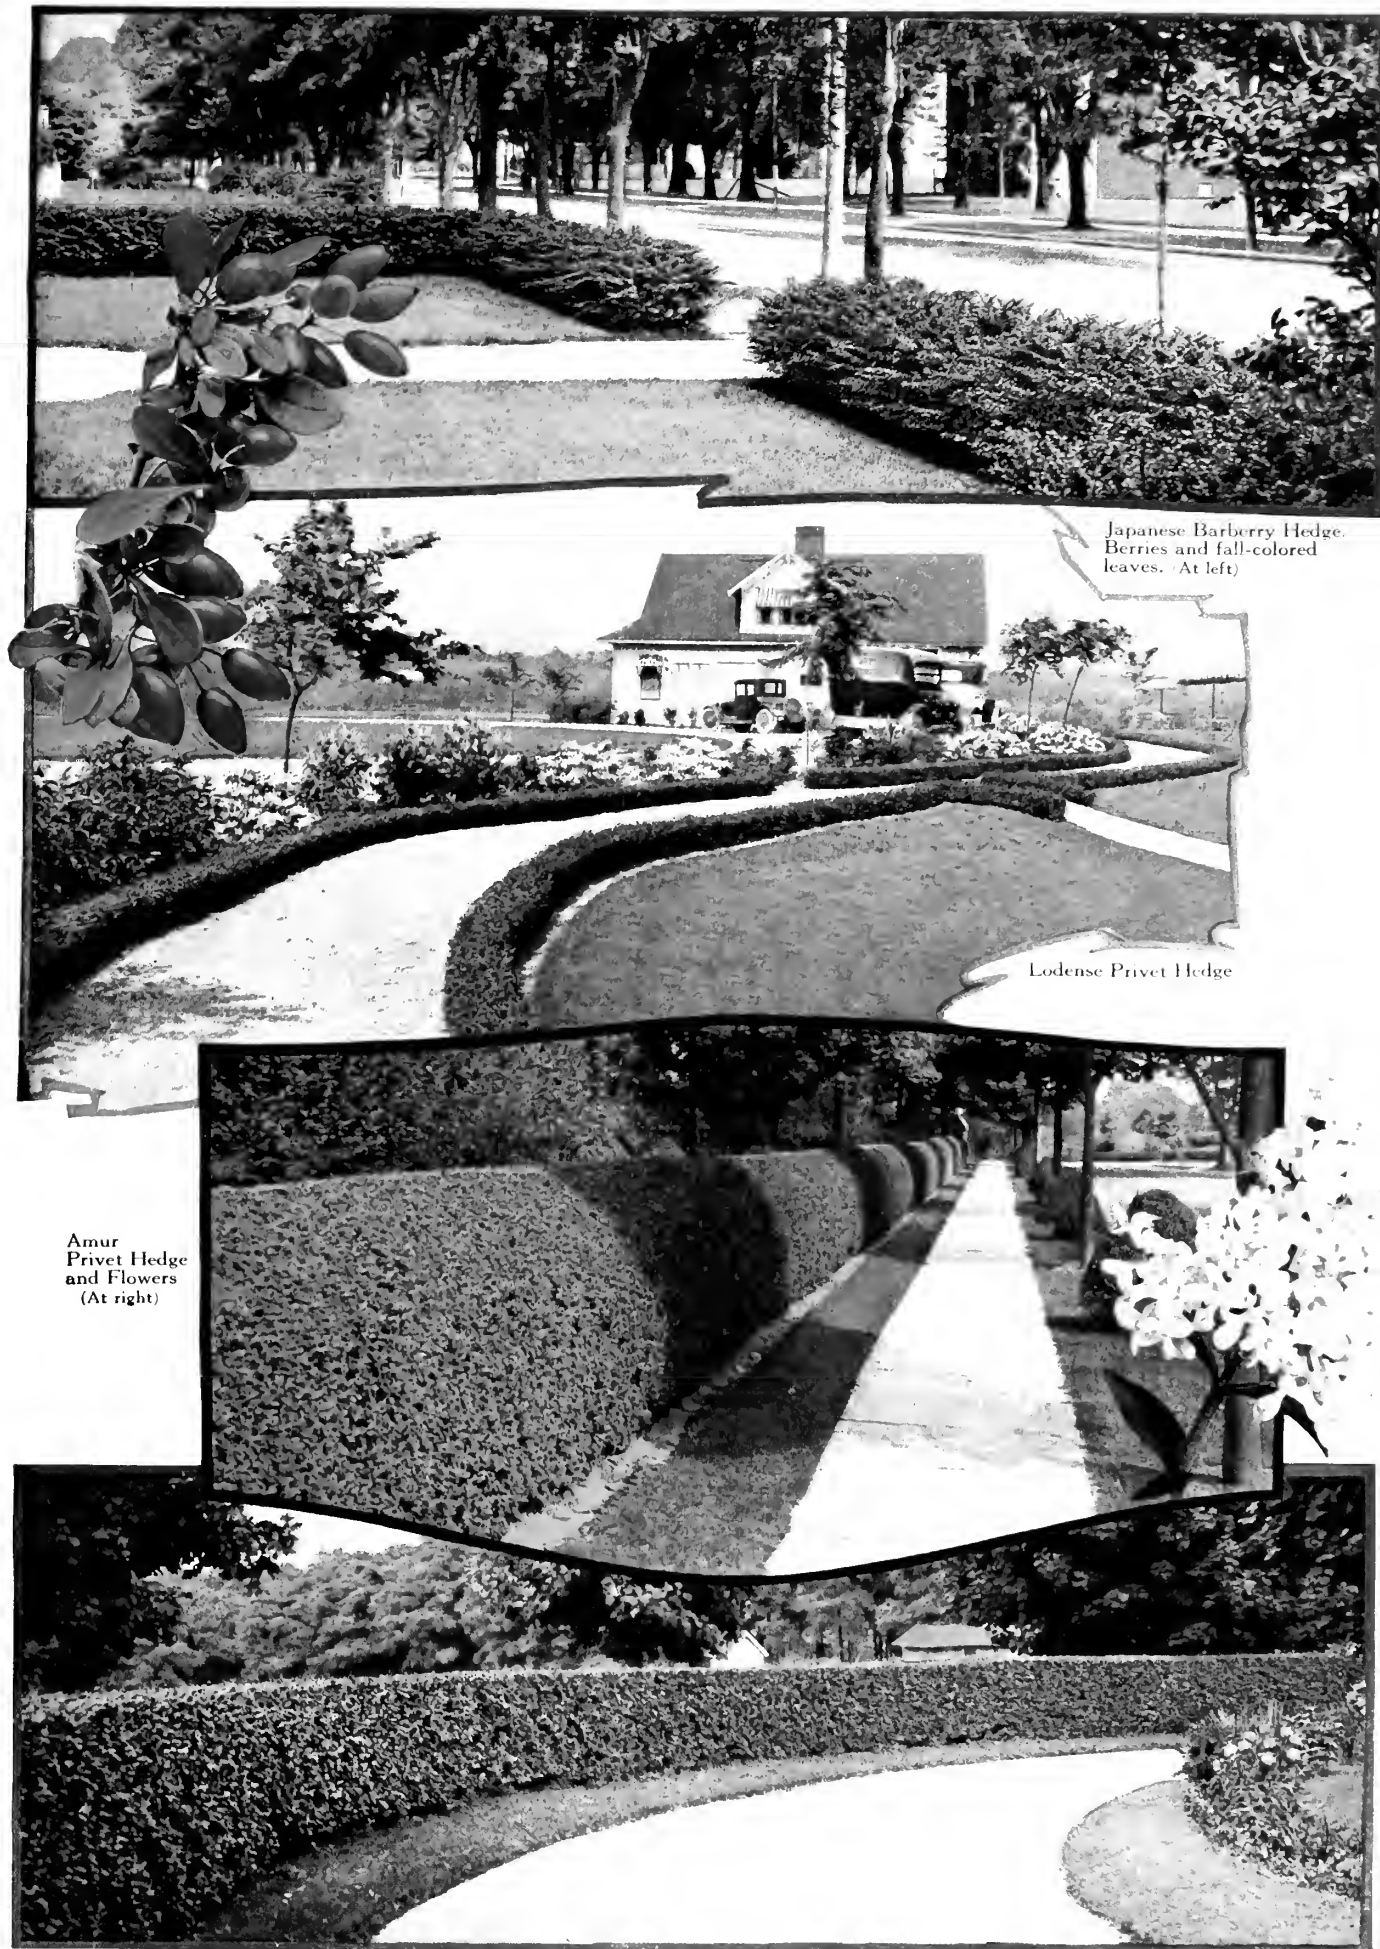 Japanese Barberry Hedge.
Berries and fall-colored
leaves. (At left)
Lodense Privet Hedge
Amur
Privet Hedge
and Flowers
(At right)